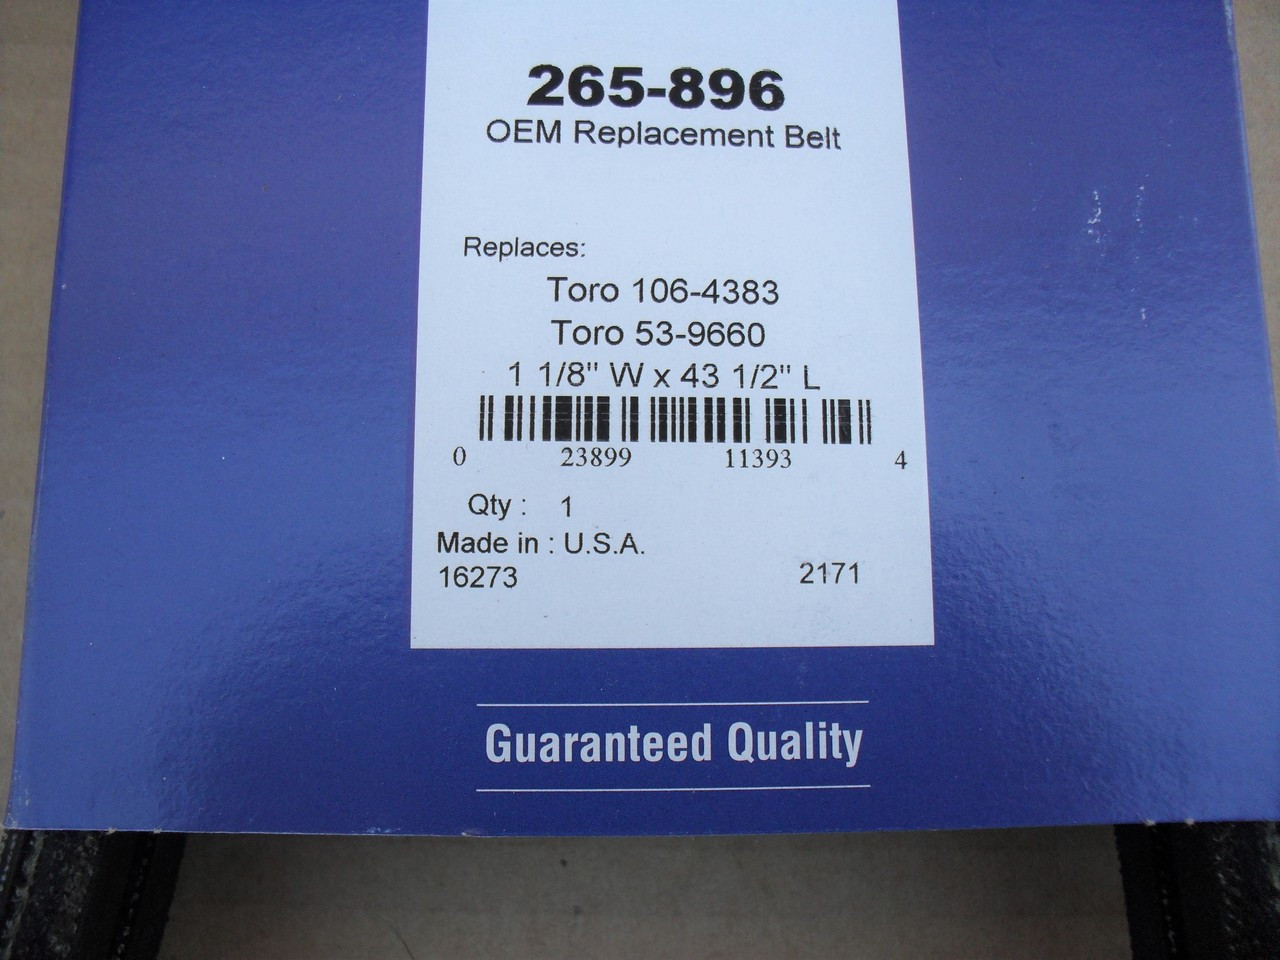 265-896
OEM Replacement Belt
Replaces:
Toro 106-4383
Toro 53-9660
1 1/8" W x 43 1/2" L
0 23899 11393 4
Qty : 1
Made in : U.S.A.
16273 2171
Guaranteed Quality